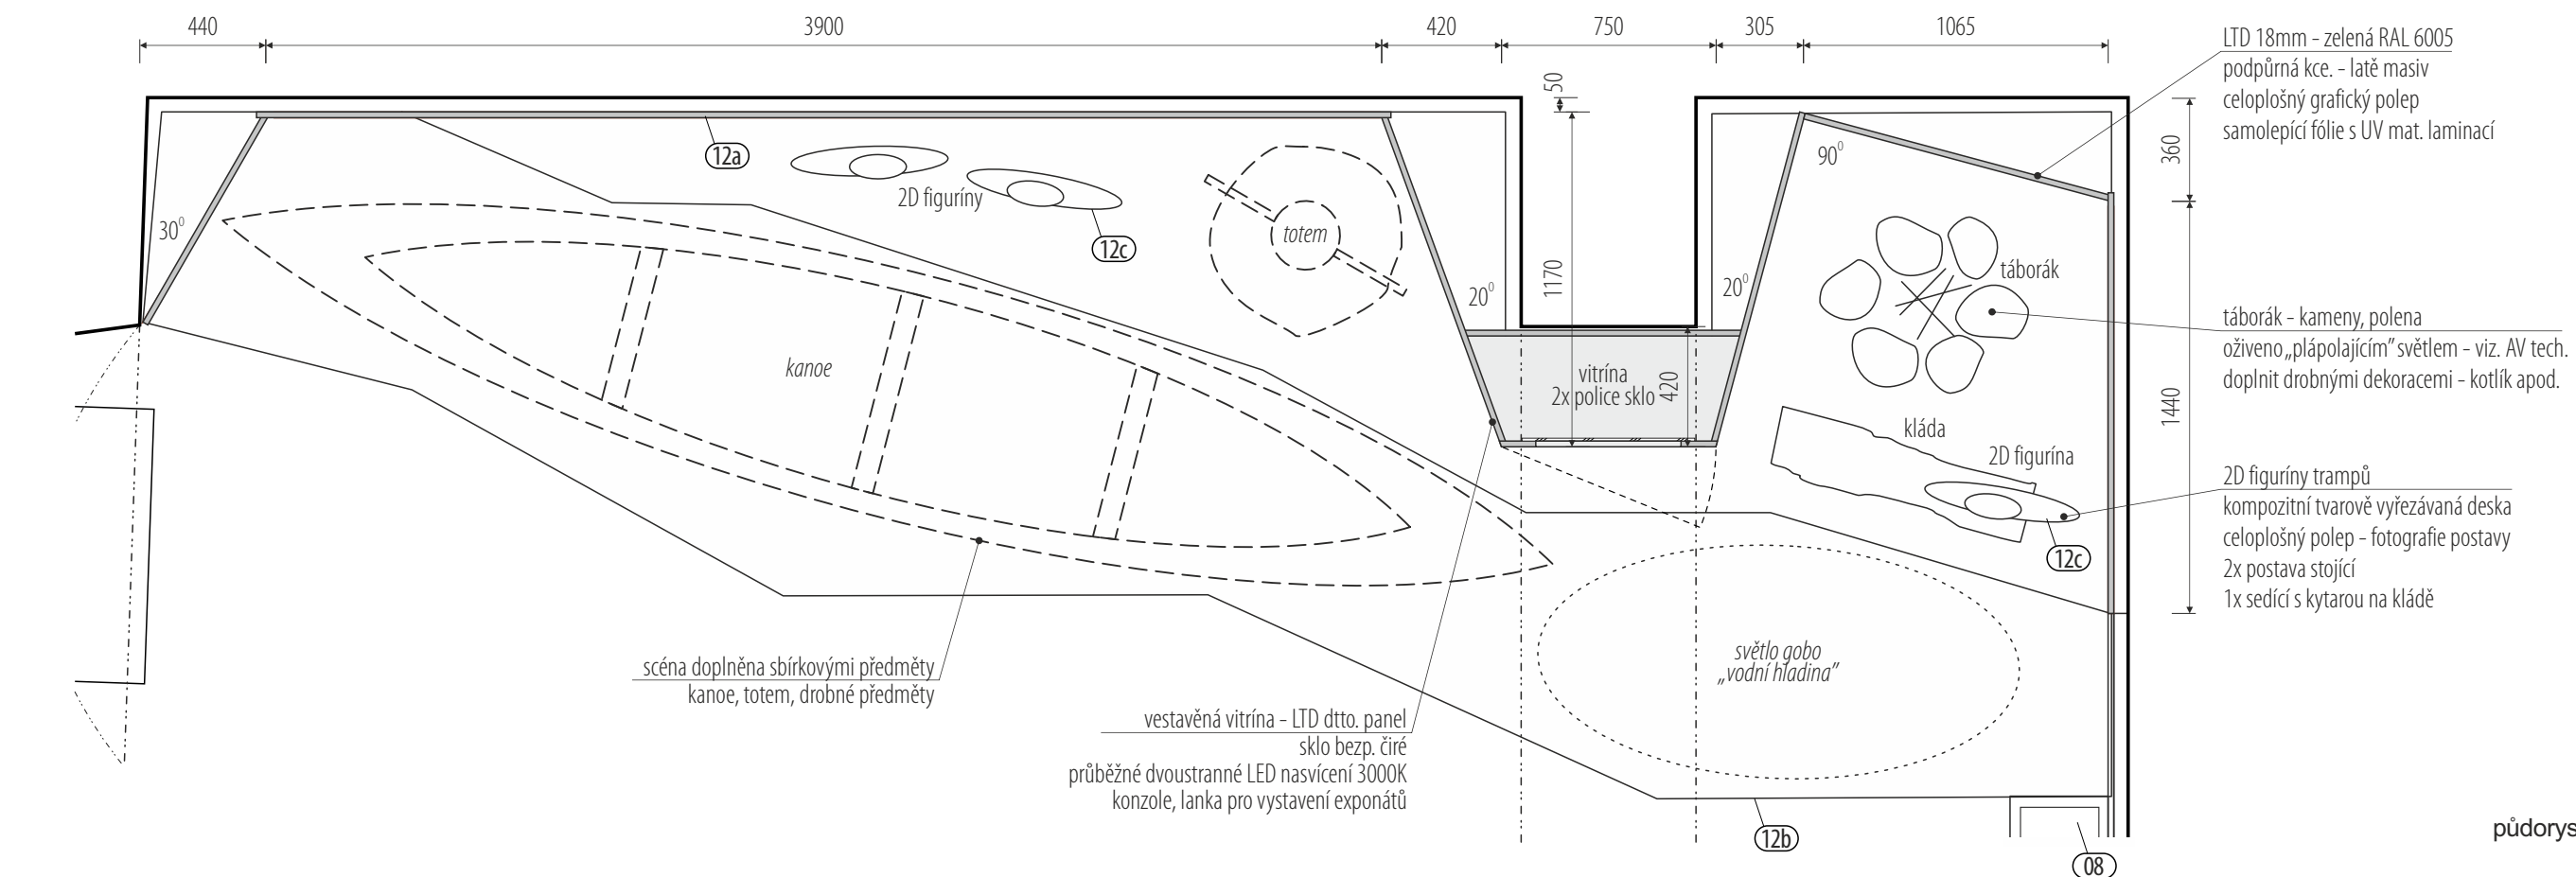 440
3900
420
750
305
1065
LTD 18mm - zelená RAL 6005
podpůrná kce. - latě masiv
celoplošný grafický polep
samolepící fólie s UV mat. laminací
50
360
12a
90⁰
2D figuríny
12c
30⁰
totem
1170
20⁰
20⁰
táborák
táborák - kameny, polena
oživeno „plápolajícím” světlem - viz. AV tech.
doplnit drobnými dekoracemi - kotlík apod.
kanoe
vitrína
2x police sklo
420
1440
kláda
2D figurína
2D figuríny trampů
kompozitní tvarově vyřezávaná deska
celoplošný polep - fotografie postavy
2x postava stojící
1x sedící s kytarou na kládě
12c
světlo gobo
„vodní hladina”
scéna doplněna sbírkovými předměty
kanoe, totem, drobné předměty
vestavěná vitrína - LTD dtto. panel
sklo bezp. čiré
průběžné dvoustranné LED nasvícení 3000K
konzole, lanka pro vystavení exponátů
12b
půdorys
08